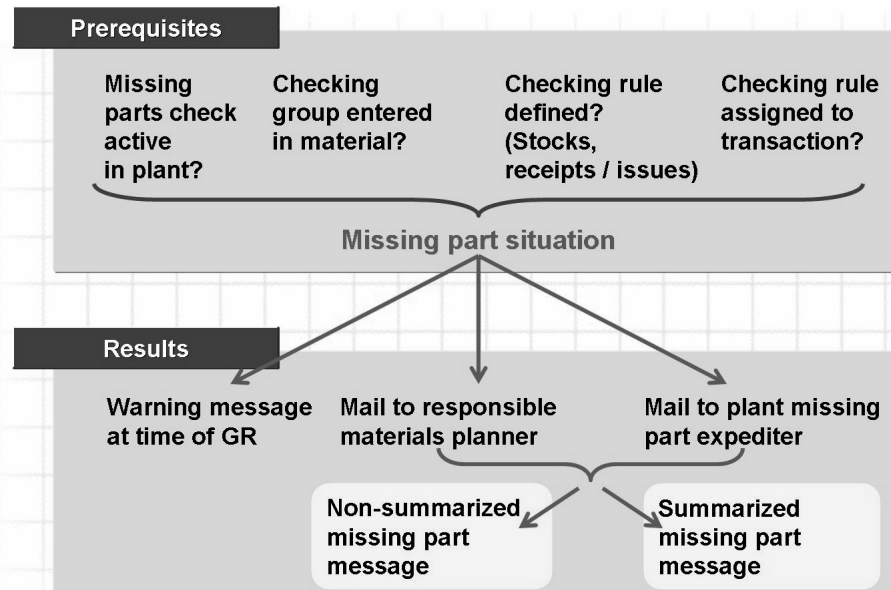 Prerequisites
Missing
parts check
active
in plant?
Checking
group entered
in material?
Checking rule
defined?
(Stocks,
receipts / issues)
Checking rule
assigned to
transaction?
Missing part situation
Results
Warning message
at time of GR
Mail to responsible
materials planner
Mail to plant missing
part expediter
Non-summarized
missing part
message
Summarized
missing part
message